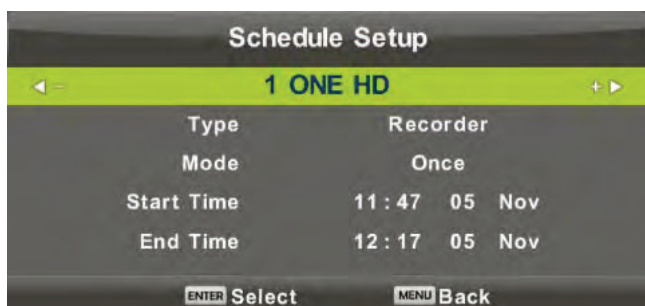 Schedule Setup
- 1 ONE HD +
Type Recorder
Mode Once
Start Time 11 : 47 05 Nov
End Time 12 : 17 05 Nov
ENTER Select MENU Back